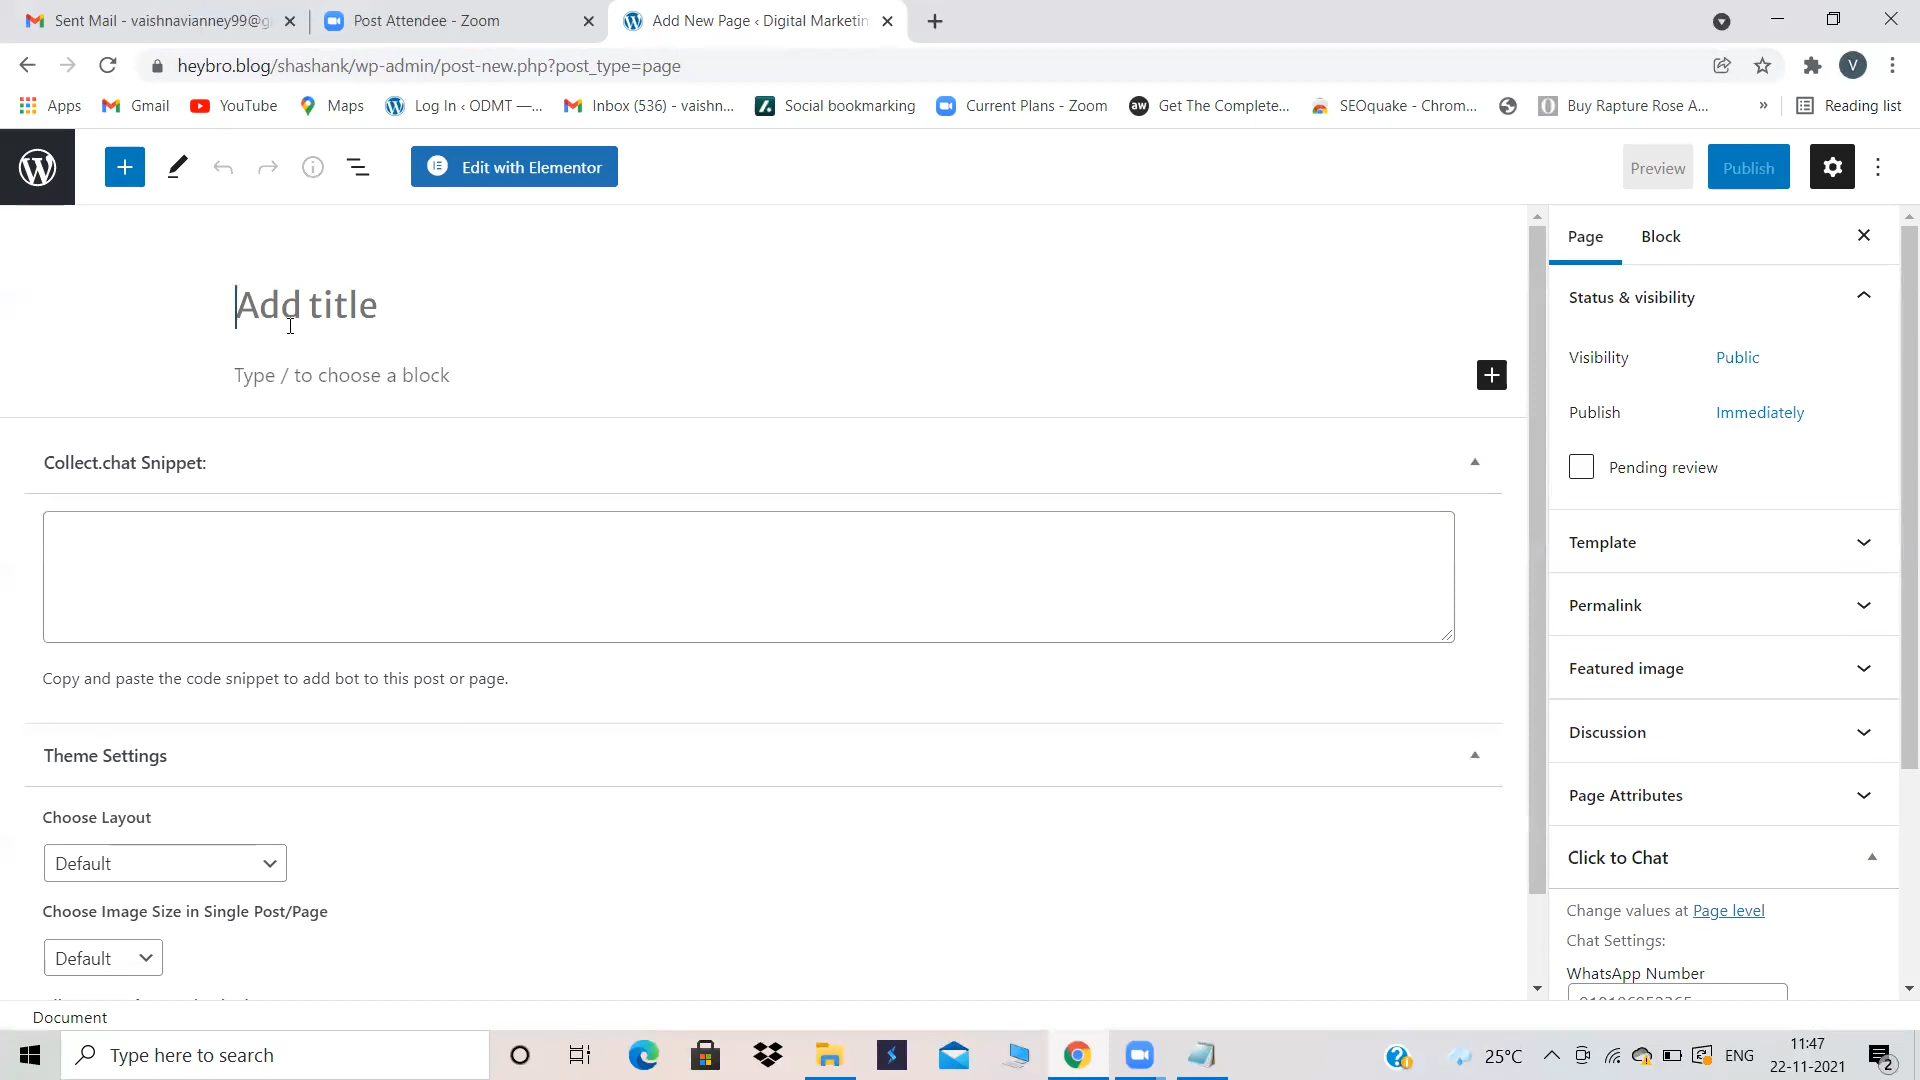 Sent Mail - vaishnavianney99@g
Post Attendee - Zoom
Add New Page ‹ Digital Marketin
heybro.blog/shashank/wp-admin/post-new.php?post_type=page
V
Apps
Gmail
YouTube
Maps
Log In ‹ ODMT —...
Inbox (536) - vaishn...
Social bookmarking
Current Plans - Zoom
aw
Get The Complete...
SEOquake - Chrom...
Buy Rapture Rose A...
»
Reading list
Edit with Elementor
Preview
Publish
Add title
Type / to choose a block
Collect.chat Snippet:
Copy and paste the code snippet to add bot to this post or page.
Theme Settings
Choose Layout
Default
Choose Image Size in Single Post/Page
Default
Page
Block
Status & visibility
Visibility
Public
Publish
Immediately
Pending review
Template
Permalink
Featured image
Discussion
Page Attributes
Click to Chat
Change values at Page level
Chat Settings:
WhatsApp Number
Document
Type here to search
25°C
ENG
11:47
22-11-2021
2